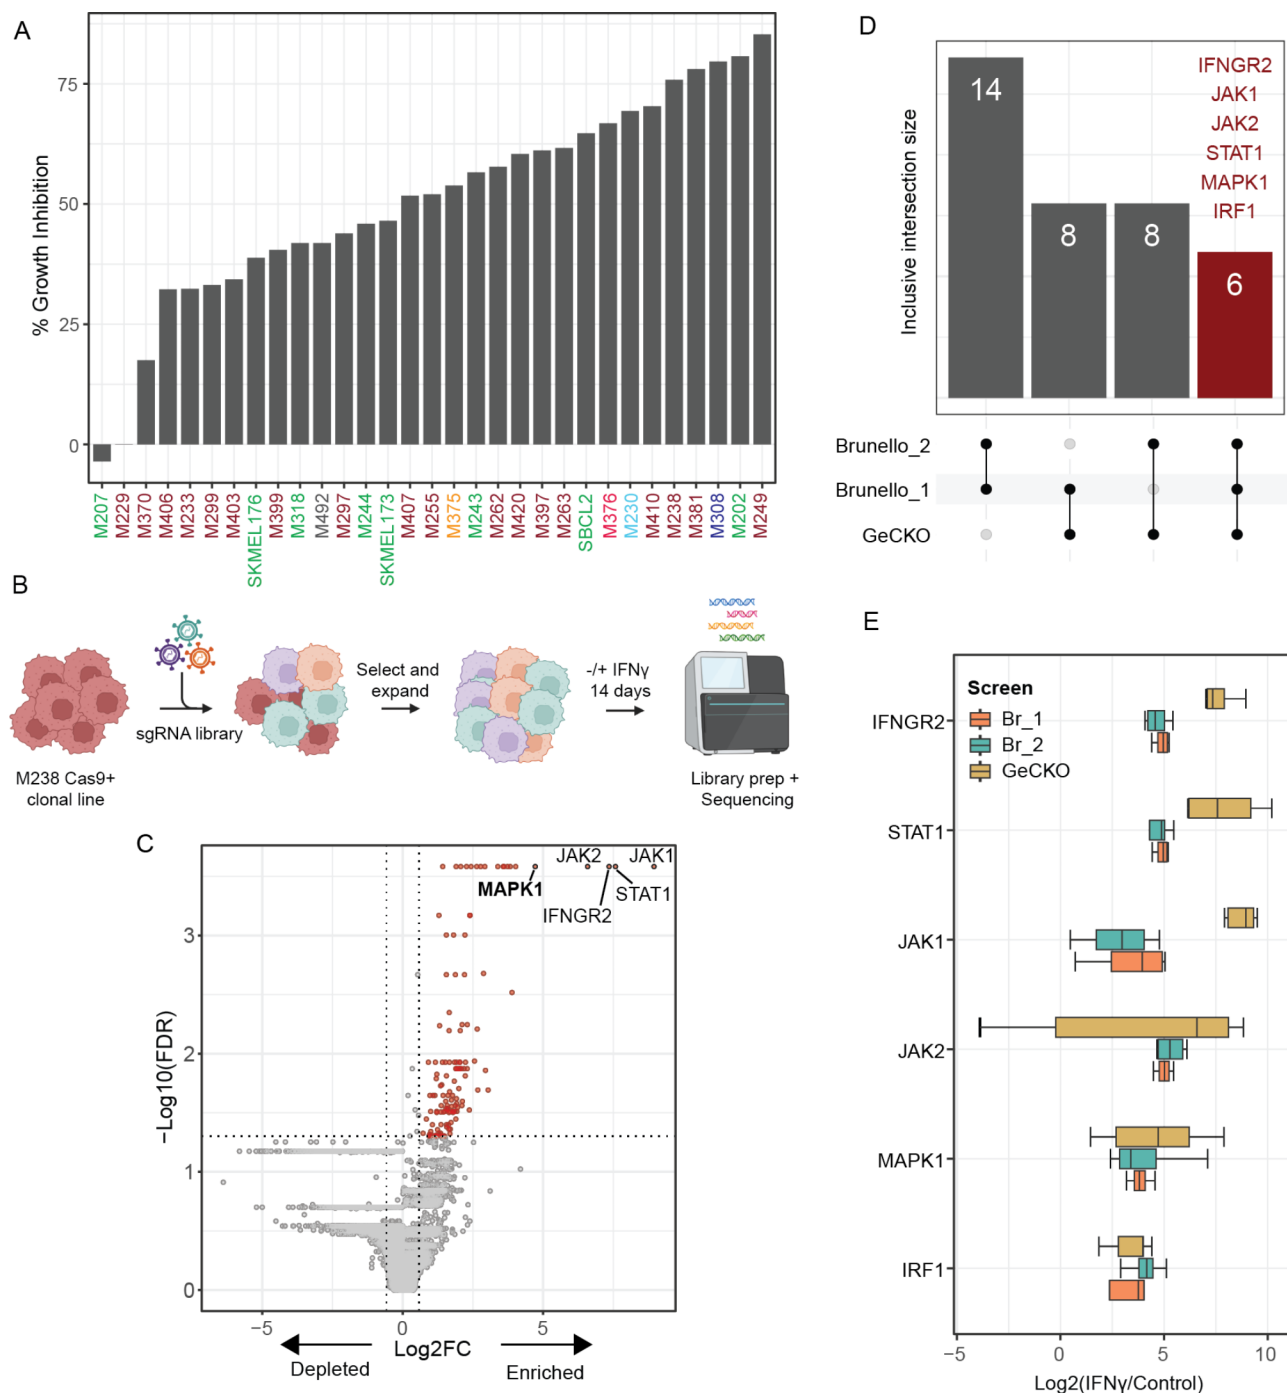 A
% Growth Inhibition
75
50
25
0
M207
M229
M370
M406
M233
M299
M403
SKMEL176
M399
M318
M492
M297
M244
SKMEL173
M407
M255
M375
M243
M262
M420
M397
M263
SBCL2
M376
M230
M410
M238
M381
M308
M202
M249
D
Inclusive intersection size
14
8
8
6
IFNGR2
JAK1
JAK2
STAT1
MAPK1
IRF1
Brunello_2
Brunello_1
GeCKO
B
M238 Cas9+
clonal line
sgRNA library
Select and
expand
-/+ IFNγ
14 days
Library prep +
Sequencing
C
−Log10(FDR)
3
2
1
0
JAK2
JAK1
MAPK1
IFNGR2
STAT1
−5
0
5
Log2FC
Depleted
Enriched
E
Screen
Br_1
Br_2
GeCKO
IFNGR2
STAT1
JAK1
JAK2
MAPK1
IRF1
−5
0
5
10
Log2(IFNγ/Control)